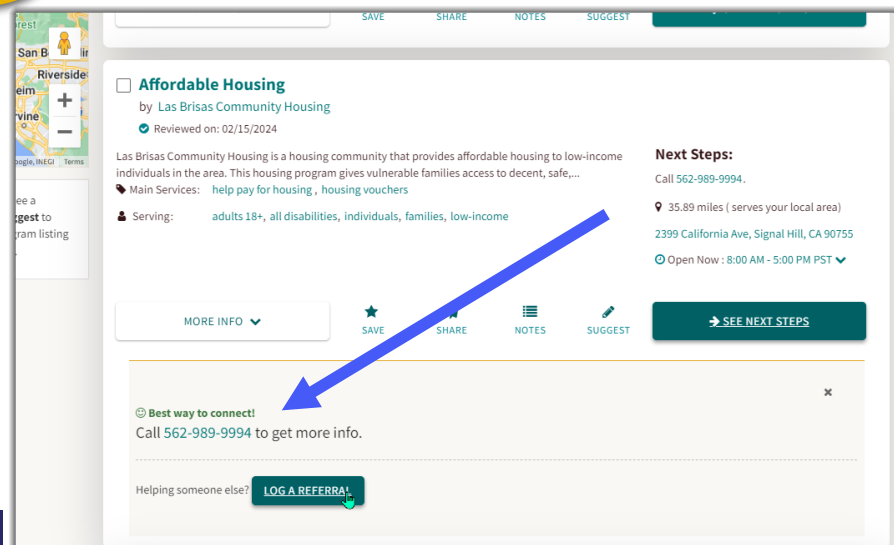 SAVE SHARE NOTES SUGGEST
San B
Riverside
eim
vine
INEGI Terms
ee a
ggest to
gram listing
Affordable Housing
by Las Brisas Community Housing
Reviewed on: 02/15/2024
Las Brisas Community Housing is a housing community that provides affordable housing to low-income
individuals in the area. This housing program gives vulnerable families access to decent, safe,...
Main Services: help pay for housing , housing vouchers
Serving: adults 18+, all disabilities, individuals, families, low-income
Next Steps:
Call 562-989-9994.
35.89 miles ( serves your local area)
2399 California Ave, Signal Hill, CA 90755
Open Now : 8:00 AM - 5:00 PM PST
MORE INFO
SAVE SHARE NOTES SUGGEST
SEE NEXT STEPS
Best way to connect!
Call 562-989-9994 to get more info.
Helping someone else? LOG A REFERRAL